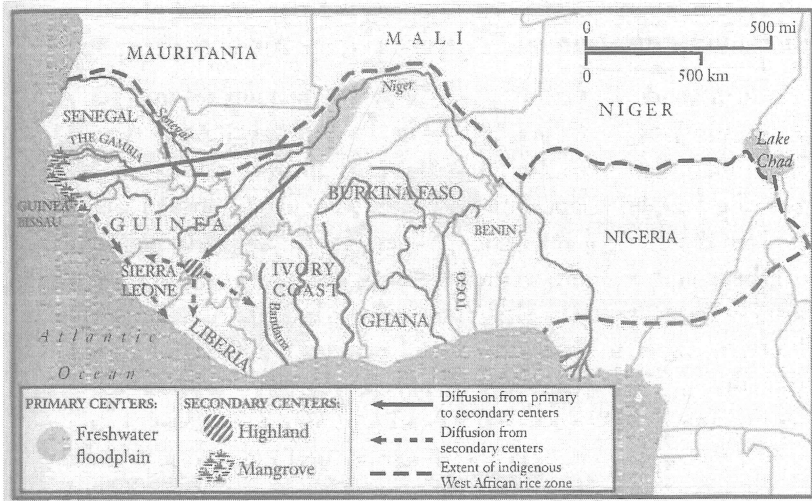 MAURITANIA
MALI
0 500 mi
0 500 km
NIGER
Niger
SENEGAL
Senegal
THE GAMBIA
Lake
Chad
GUINEA
BISSAU
GUINEA
BURKINA FASO
BENIN
NIGERIA
SIERRA
LEONE
IVORY
COAST
Bandama
TOGO
GHANA
LIBERIA
Atlantic
Ocean
PRIMARY CENTERS:
Freshwater
floodplain
SECONDARY CENTERS:
Highland
Mangrove
Diffusion from primary
to secondary centers
Diffusion from
secondary centers
Extent of indigenous
West African rice zone